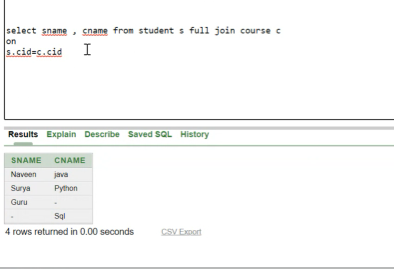 select sname , cname from student s full join course c
on
s.cid=c.cid
Results Explain Describe Saved SQL History
SNAME CNAME
Naveen java
Surya Python
Guru -
- Sql
4 rows returned in 0.00 seconds CSV Export